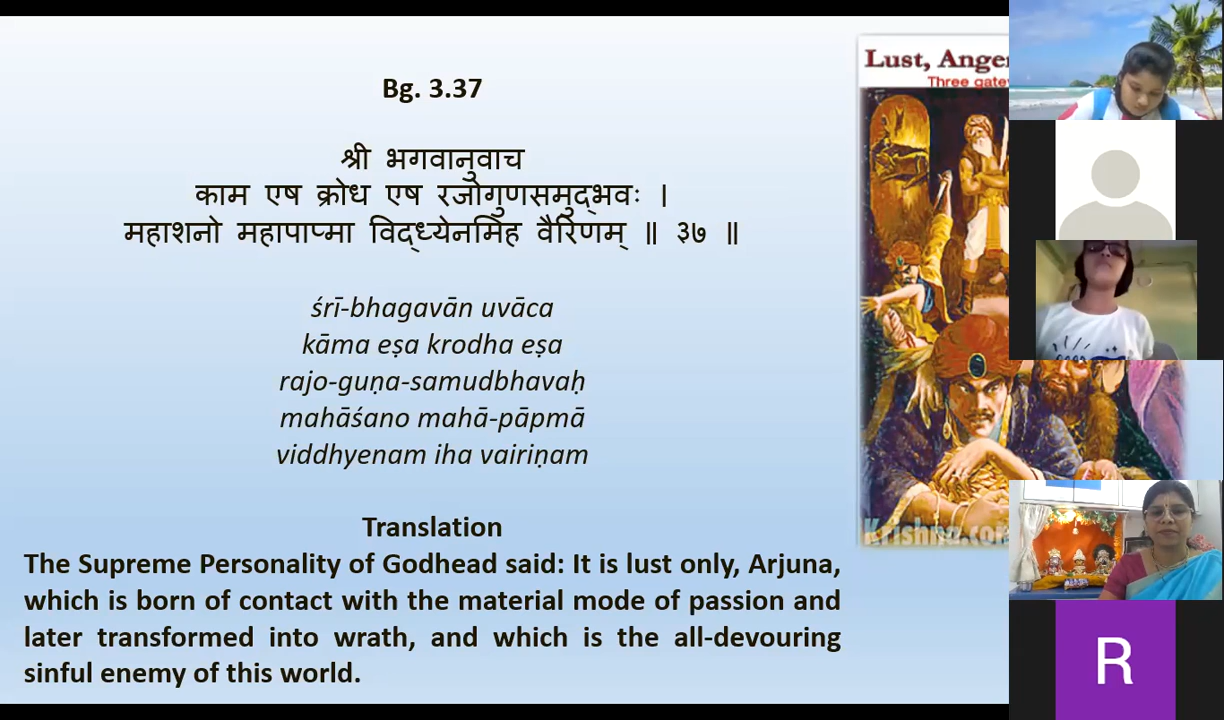 Bg. 3.37
श्री भगवानुवाच
काम एष क्रोध एष रजोगुणसमुद्भवः |
महाशनो महापाप्मा विद्ध्येनमिह वैरिणम् || ३७ ||
śrī-bhagavān uvāca
kāma eṣa krodha eṣa
rajo-guṇa-samudbhavaḥ
mahāśano mahā-pāpmā
viddhyenam iha vairiṇam
Translation
The Supreme Personality of Godhead said: It is lust only, Arjuna,
which is born of contact with the material mode of passion and
later transformed into wrath, and which is the all-devouring
sinful enemy of this world.
Lust,
Three
Krishna.com
R